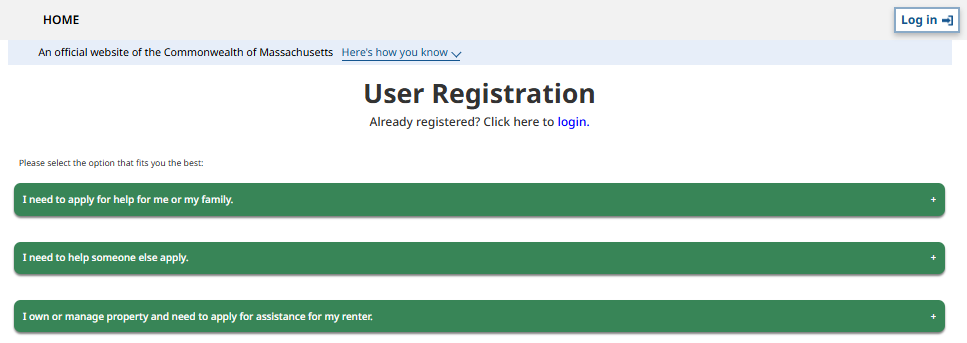 HOME
Log in
An official website of the Commonwealth of Massachusetts Here's how you know
User Registration
Already registered? Click here to login.
Please select the option that fits you the best:
I need to apply for help for me or my family. +
I need to help someone else apply. +
I own or manage property and need to apply for assistance for my renter. +